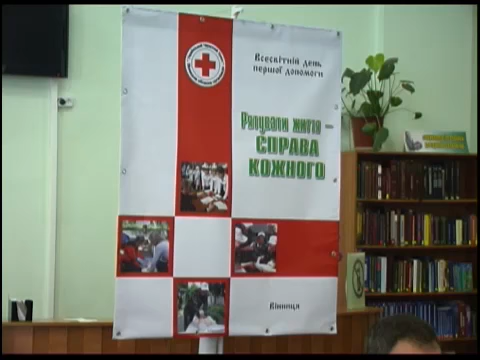 Всесвітній день
першої допомоги
Рятувати життя –
СПРАВА
КОЖНОГО
Вінниця